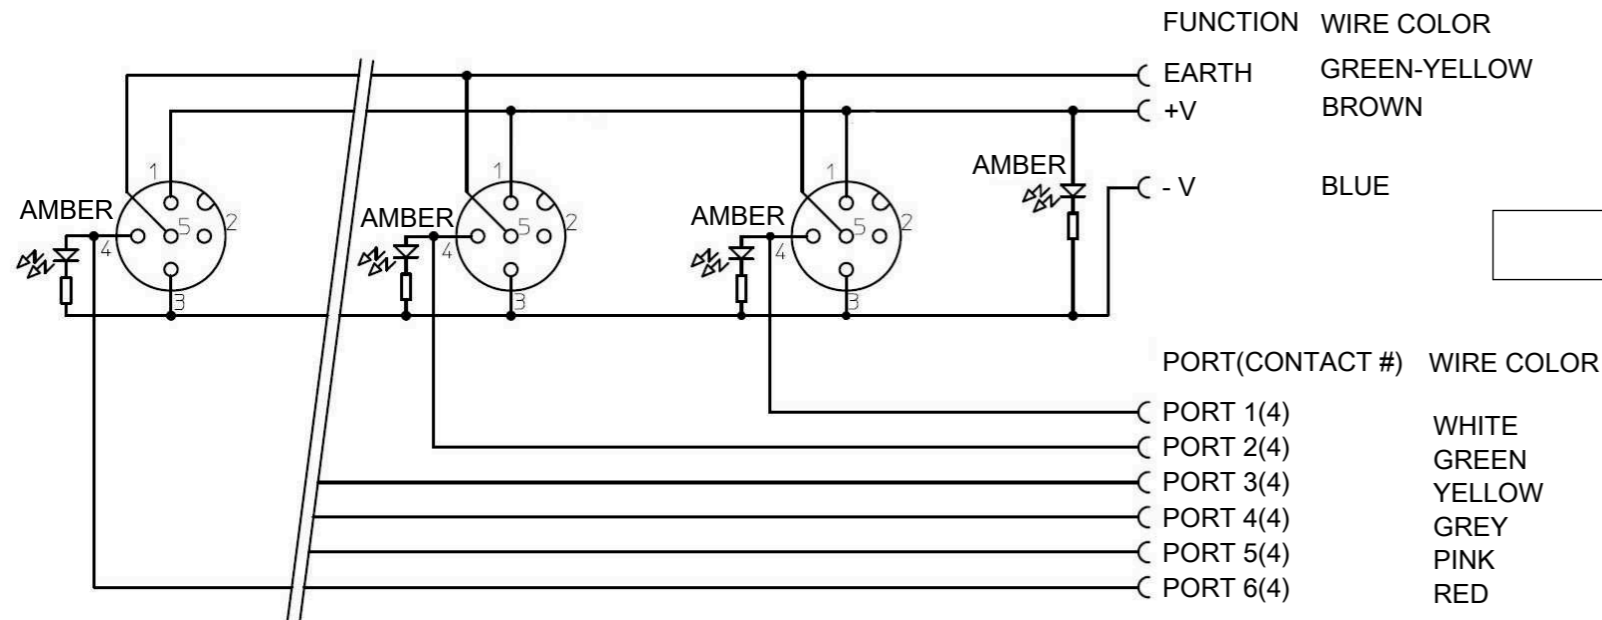 FUNCTION WIRE COLOR
EARTH GREEN-YELLOW
+V BROWN
AMBER
- V BLUE
AMBER 1 2 3 4 5
AMBER 1 2 3 4 5
AMBER 1 2 3 4 5
PORT(CONTACT #) WIRE COLOR
PORT 1(4) WHITE
PORT 2(4) GREEN
PORT 3(4) YELLOW
PORT 4(4) GREY
PORT 5(4) PINK
PORT 6(4) RED